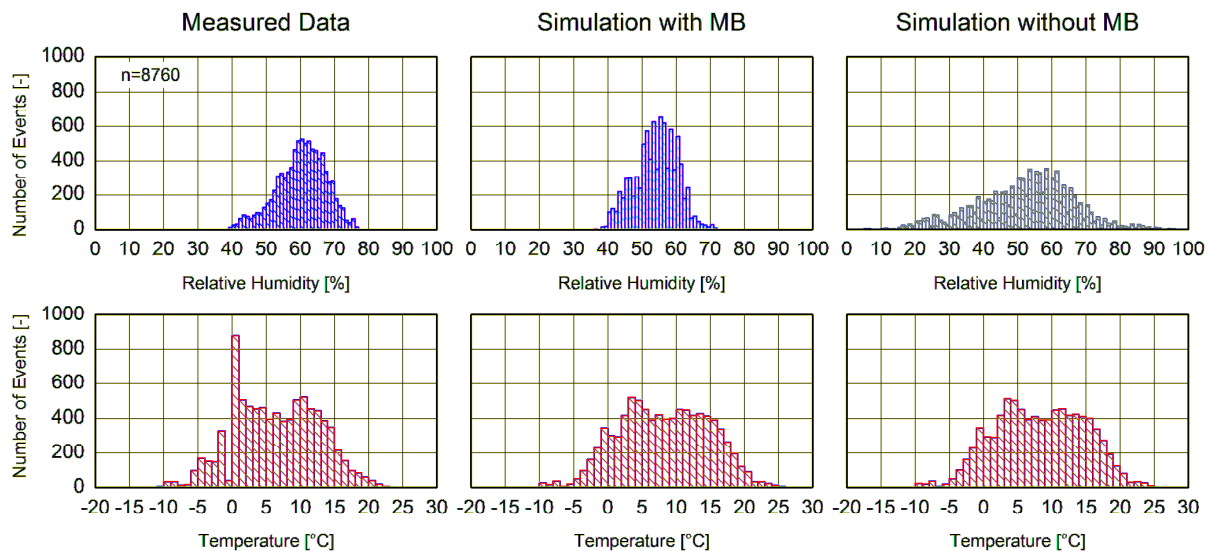 Measured Data Simulation with MB Simulation without MB
Number of Events [-]
1000
800
600
400
200
0
n=8760
0 10 20 30 40 50 60 70 80 90 100
0 10 20 30 40 50 60 70 80 90 100
0 10 20 30 40 50 60 70 80 90 100
Relative Humidity [%] Relative Humidity [%] Relative Humidity [%]
Number of Events [-]
1000
800
600
400
200
0
-20 -15 -10 -5 0 5 10 15 20 25 30
-20 -15 -10 -5 0 5 10 15 20 25 30
-20 -15 -10 -5 0 5 10 15 20 25 30
Temperature [°C] Temperature [°C] Temperature [°C]